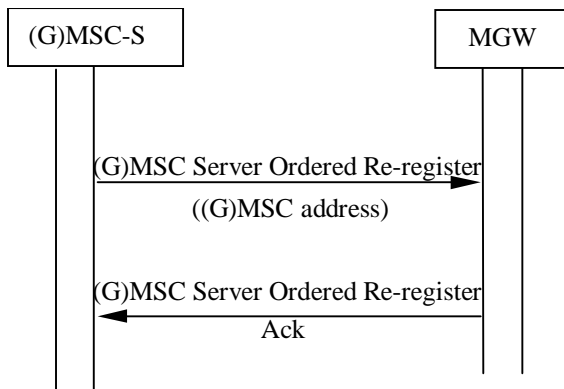 (G)MSC-S
MGW
(G)MSC Server Ordered Re-register
((G)MSC address)
(G)MSC Server Ordered Re-register
Ack